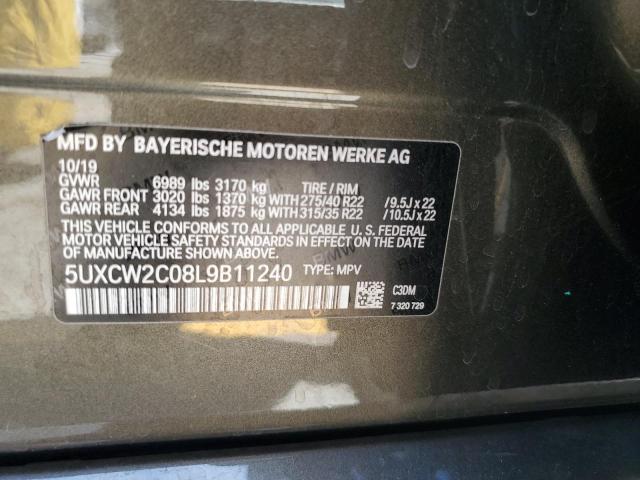 MFD BY BAYERISCHE MOTOREN WERKE AG
10/19
GVWR 6989 lbs 3170 kg TIRE / RIM
GAWR FRONT 3020 lbs 1370 kg WITH 275/40 R22 /9.5J x 22
GAWR REAR 4134 lbs 1875 kg WITH 315/35 R22 /10.5J x 22
THIS VEHICLE CONFORMS TO ALL APPLICABLE U. S. FEDERAL
MOTOR VEHICLE SAFETY STANDARDS IN EFFECT ON THE DATE
OF MANUFACTURE SHOWN ABOVE.
5UXCW2C08L9B11240 TYPE: MPV
C3DM
7 320 729